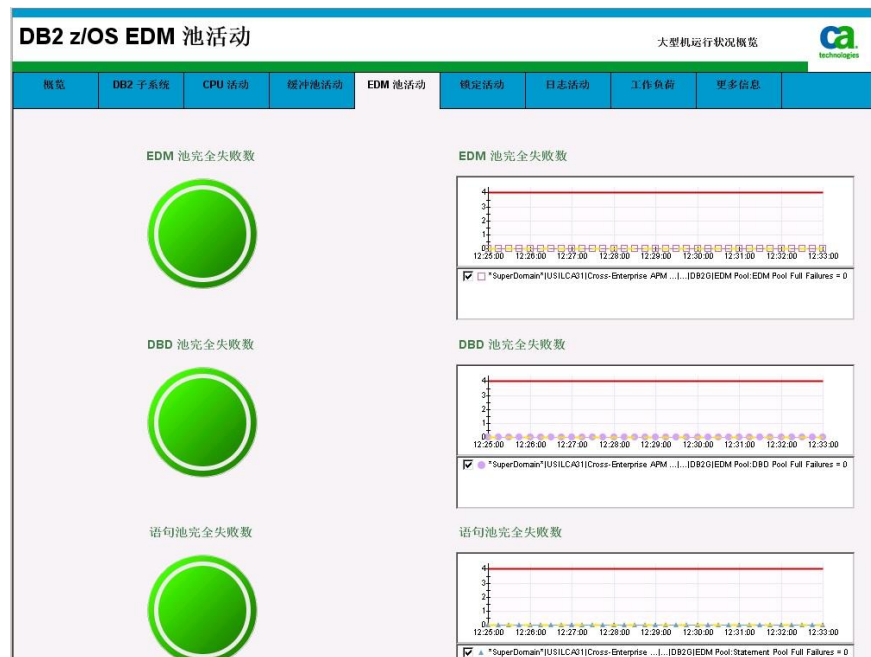 DB2 z/OS EDM 池活动
大型机运行状况概览
ca
technologies
概览 DB2 子系统 CPU 活动 缓冲池活动 EDM 池活动 锁定活动 日志活动 工作负荷 更多信息
EDM 池完全失败数
EDM 池完全失败数
4
3
2
1
0
12:25:00 12:26:00 12:27:00 12:28:00 12:29:00 12:30:00 12:31:00 12:32:00 12:33:00
*SuperDomain*|USILCA31|Cross-Enterprise APM ...|...|DB2G|EDM Pool:EDM Pool Full Failures = 0
DBD 池完全失败数
DBD 池完全失败数
4
3
2
1
0
12:25:00 12:26:00 12:27:00 12:28:00 12:29:00 12:30:00 12:31:00 12:32:00 12:33:00
*SuperDomain*|USILCA31|Cross-Enterprise APM ...|...|DB2G|EDM Pool:DBD Pool Full Failures = 0
语句池完全失败数
语句池完全失败数
4
3
2
1
0
12:25:00 12:26:00 12:27:00 12:28:00 12:29:00 12:30:00 12:31:00 12:32:00 12:33:00
*SuperDomain*|USILCA31|Cross-Enterprise ...|...|DB2G|EDM Pool:Statement Pool Full Failures = 0